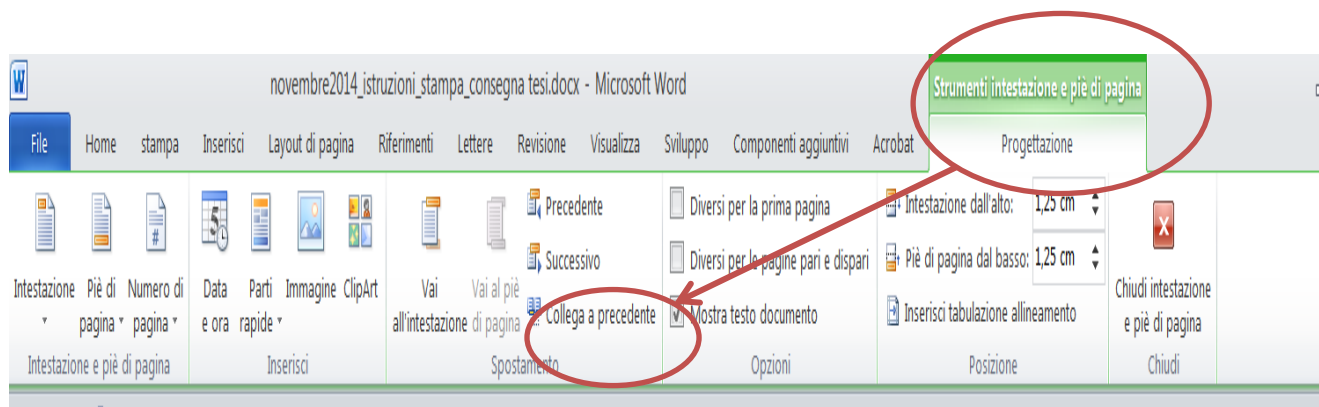 W
novembre2014_istruzioni_stampa_consegna tesi.docx - Microsoft Word
Strumenti intestazione e piè di pagina
File Home stampa Inserisci Layout di pagina Riferimenti Lettere Revisione Visualizza Sviluppo Componenti aggiuntivi Acrobat Progettazione
Intestazione
Piè di pagina
Numero di pagina
Intestazione e piè di pagina
5
Data e ora
Parti rapide
Immagine
ClipArt
Inserisci
Vai all'intestazione
Vai al piè di pagina
Precedente
Successivo
Collega a precedente
Spostamento
Diversi per la prima pagina
Diversi per le pagine pari e dispari
Mostra testo documento
Opzioni
Intestazione dall'alto: 1,25 cm
Piè di pagina dal basso: 1,25 cm
Inserisci tabulazione allineamento
Posizione
Chiudi intestazione
e piè di pagina
Chiudi